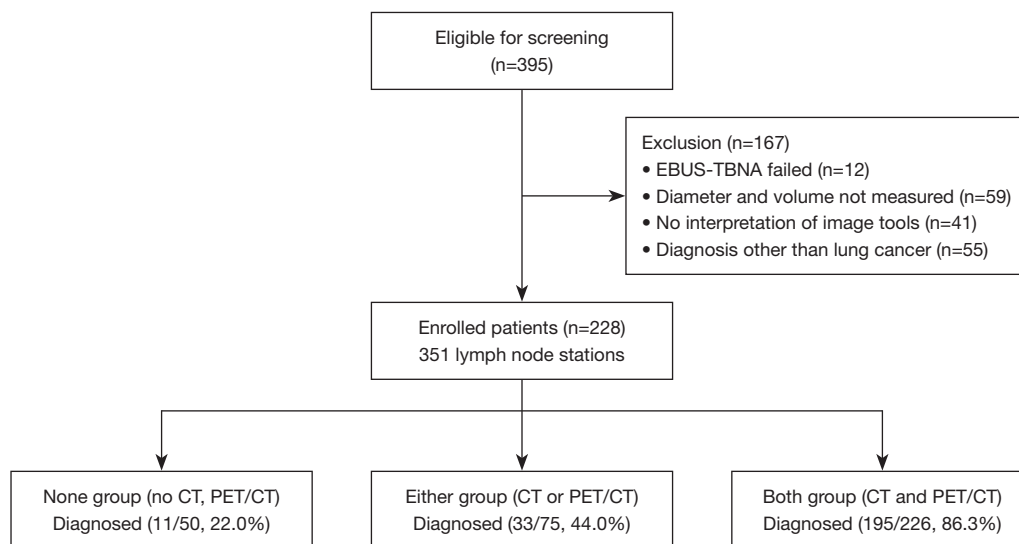 Eligible for screening
(n=395)
Exclusion (n=167)
• EBUS-TBNA failed (n=12)
• Diameter and volume not measured (n=59)
• No interpretation of image tools (n=41)
• Diagnosis other than lung cancer (n=55)
Enrolled patients (n=228)
351 lymph node stations
None group (no CT, PET/CT)
Diagnosed (11/50, 22.0%)
Either group (CT or PET/CT)
Diagnosed (33/75, 44.0%)
Both group (CT and PET/CT)
Diagnosed (195/226, 86.3%)